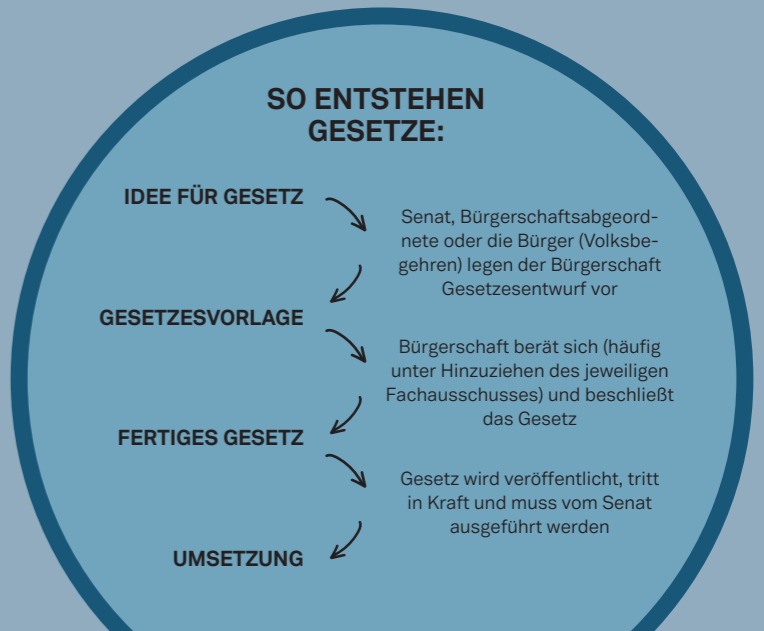 SO ENTSTEHEN
GESETZE:
IDEE FÜR GESETZ
Senat, Bürgerschaftsabgeord-
nete oder die Bürger (Volksbe-
gehren) legen der Bürgerschaft
Gesetzesentwurf vor
GESETZESVORLAGE
Bürgerschaft berät sich (häufig
unter Hinzuziehen des jeweiligen
Fachausschusses) und beschließt
das Gesetz
FERTIGES GESETZ
Gesetz wird veröffentlicht, tritt
in Kraft und muss vom Senat
ausgeführt werden
UMSETZUNG